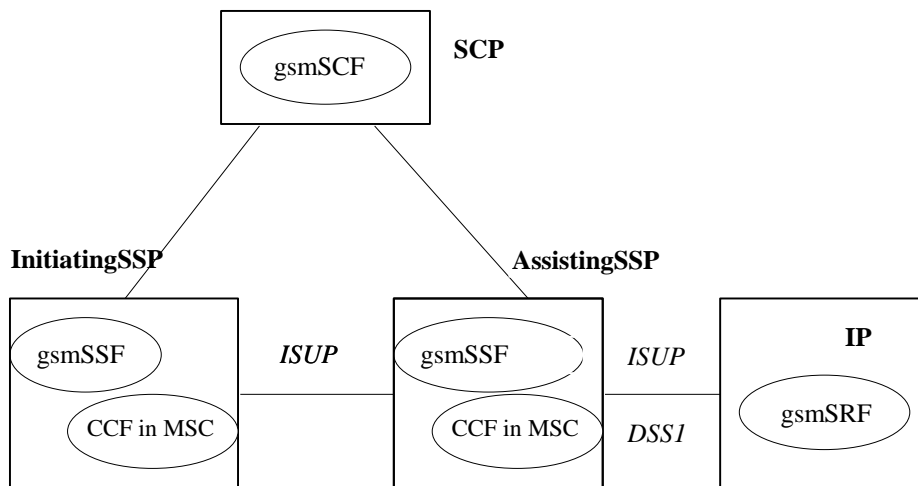 SCP
gsmSCF
InitiatingSSP
AssistingSSP
IP
gsmSSF
ISUP
gsmSSF
ISUP
gsmSRF
CCF in MSC
CCF in MSC
DSS1